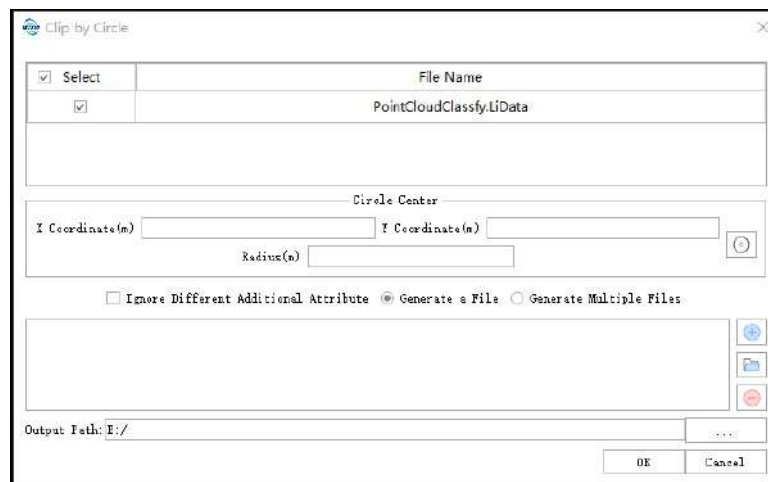 Clip by Circle
Select File Name
PointCloudClassfy.LiData
Circle Center
X Coordinate(m) Y Coordinate(m)
Radius(m)
Ignore Different Additional Attribute Generate a File Generate Multiple Files
Output Path: E:/ ...
OK Cancel